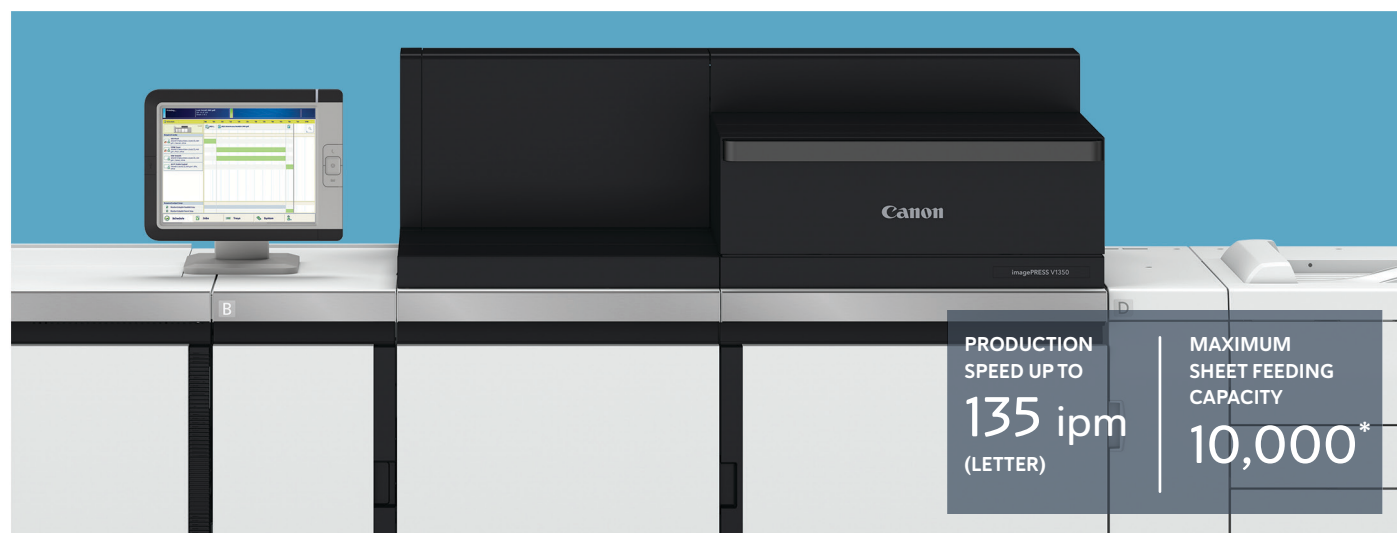 Canon
imagePRESS V1350
B
D
PRODUCTION
SPEED UP TO
135 ipm
(LETTER)
MAXIMUM
SHEET FEEDING
CAPACITY
10,000*